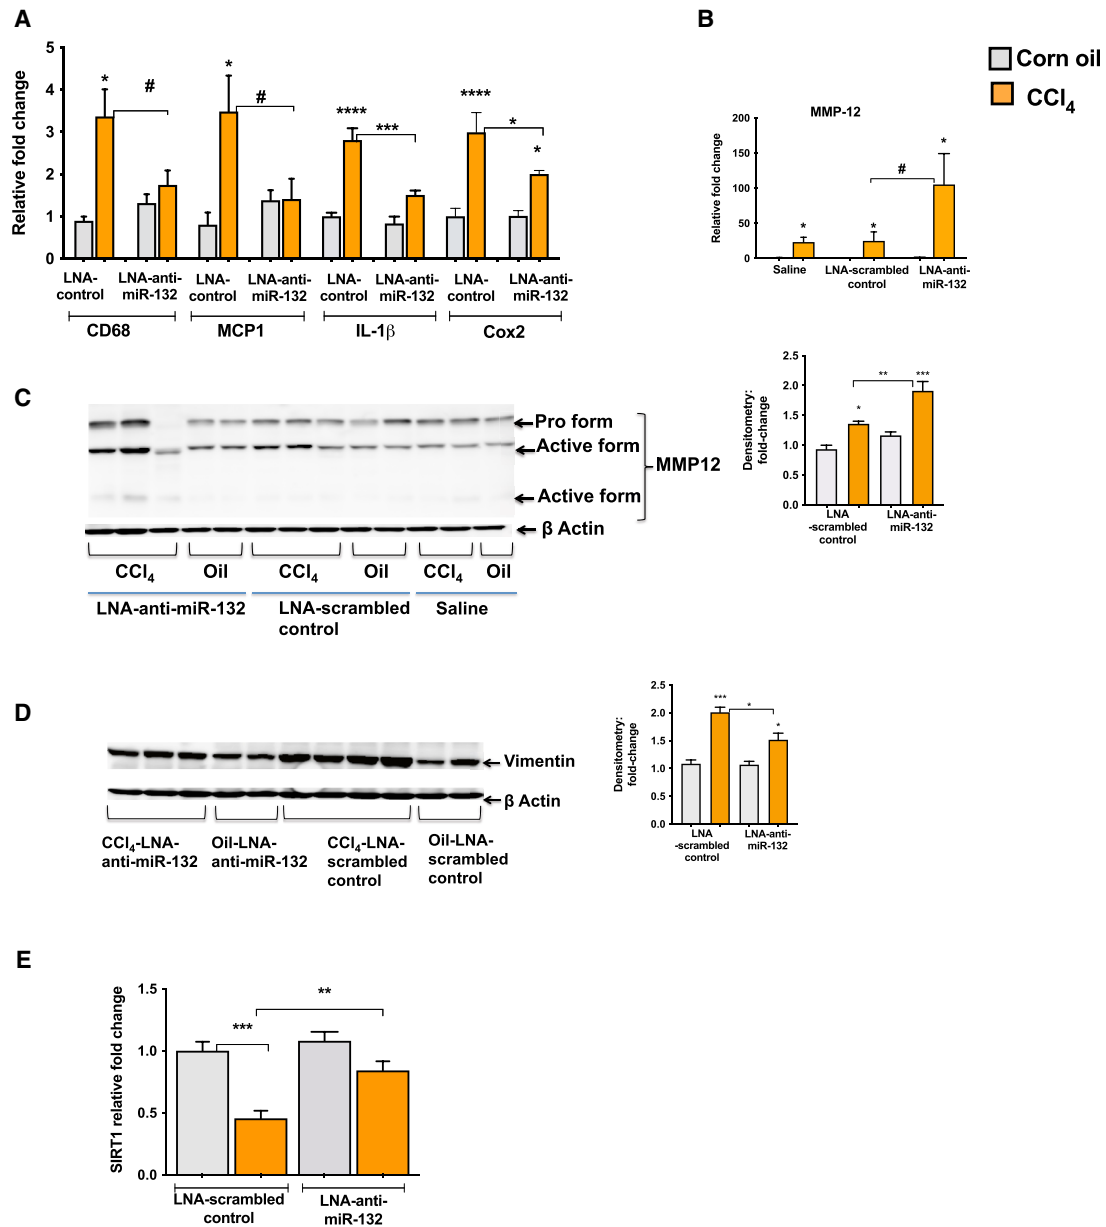 A
B
Corn oil
CCl4
Relative fold change
5
4
3
2
1
0
*
#
*
#
****
***
****
*
*
LNA-control
LNA-anti-miR-132
LNA-control
LNA-anti-miR-132
LNA-control
LNA-anti-miR-132
LNA-control
LNA-anti-miR-132
CD68
MCP1
IL-1β
Cox2
MMP-12
Relative fold change
200
150
100
50
0
*
*
#
*
Saline
LNA-scrambled
control
LNA-anti-
miR-132
C
Pro form
Active form
Active form
MMP12
β Actin
CCl4
Oil
CCl4
Oil
CCl4
Oil
LNA-anti-miR-132
LNA-scrambled
control
Saline
Densitometry:
fold-change
2.5
2.0
1.5
1.0
0.5
0.0
*
**
***
LNA
-scrambled
control
LNA-anti-
miR-132
D
Vimentin
β Actin
CCl4-LNA-
anti-miR-132
Oil-LNA-
anti-miR-132
CCl4-LNA-
scrambled
control
Oil-LNA-
scrambled
control
Densitometry:
fold-change
2.5
2.0
1.5
1.0
0.5
0.0
***
*
*
LNA
-scrambled
control
LNA-anti-
miR-132
E
SIRT1 relative fold change
1.5
1.0
0.5
0.0
***
**
LNA-scrambled
control
LNA-anti-
miR-132